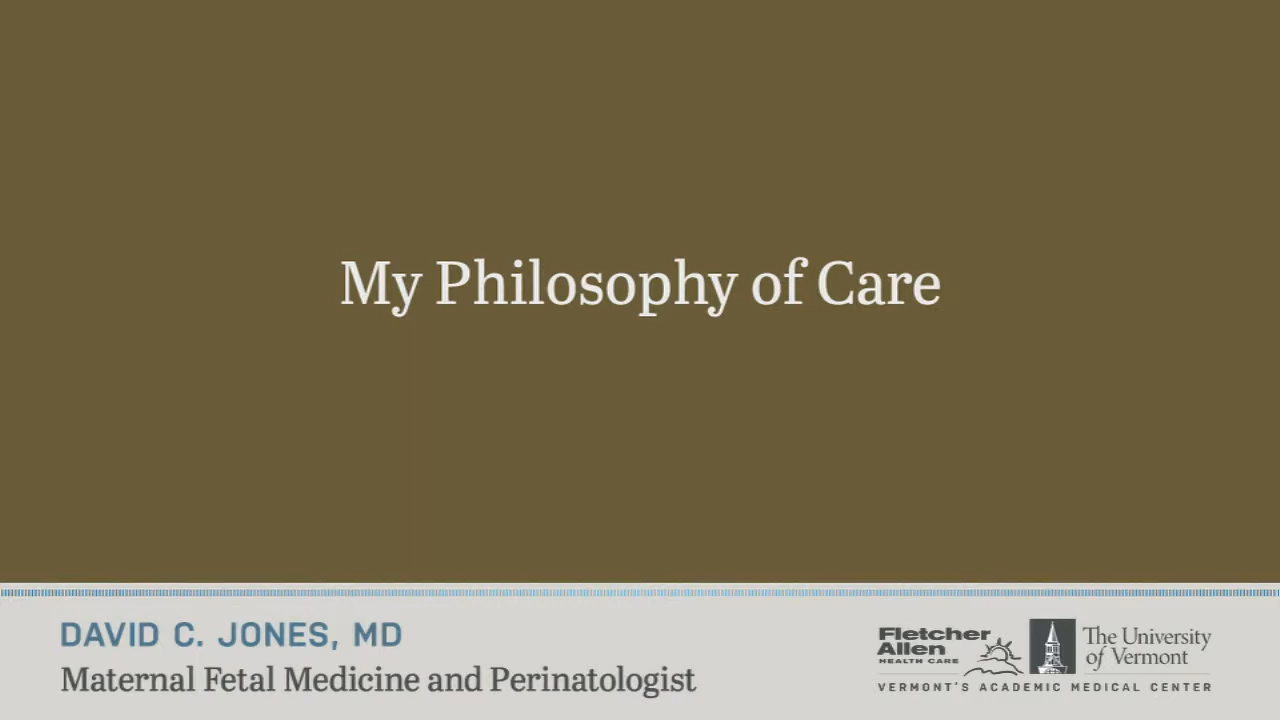 My Philosophy of Care
DAVID C. JONES, MD
Maternal Fetal Medicine and Perinatologist
Fletcher
Allen
HEALTH CARE
The University
of Vermont
VERMONT'S ACADEMIC MEDICAL CENTER